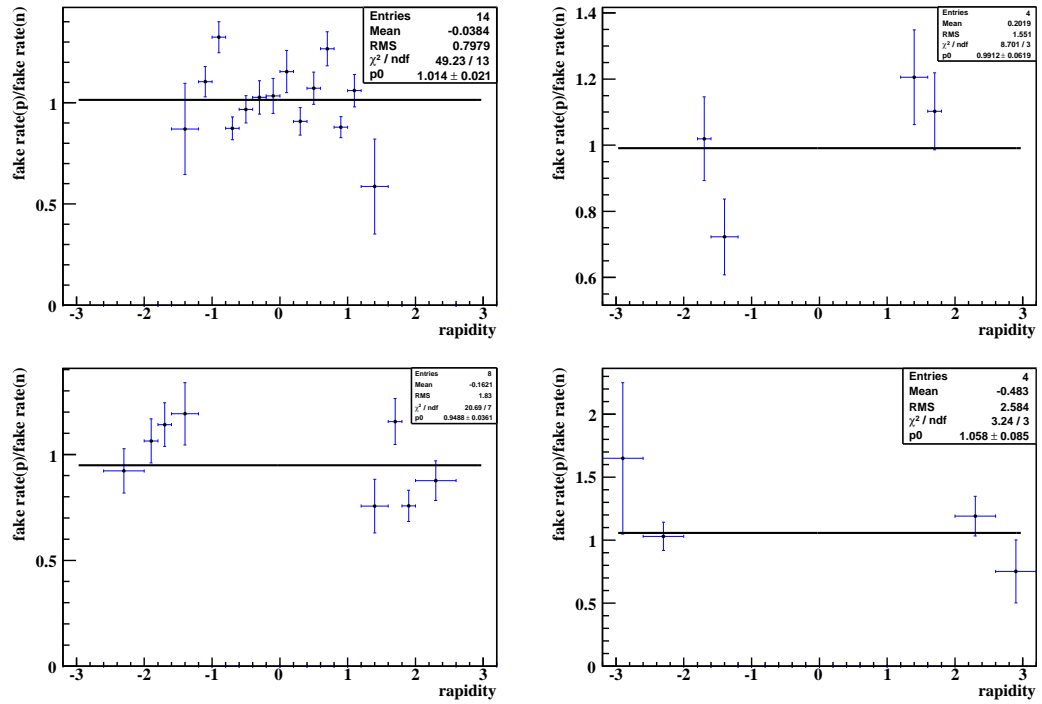 fake rate(p)/fake rate(n)
Entries 14
Mean -0.0384
RMS 0.7979
χ² / ndf 49.23 / 13
p0 1.014 ± 0.021
1
0.5
0
-3 -2 -1 0 1 2 3
rapidity
fake rate(p)/fake rate(n)
Entries 4
Mean 0.2019
RMS 1.551
χ² / ndf 8.701 / 3
p0 0.9912 ± 0.0619
1.4
1.2
1
0.8
0.6
-3 -2 -1 0 1 2 3
rapidity
fake rate(p)/fake rate(n)
Entries 8
Mean -0.1621
RMS 1.83
χ² / ndf 20.69 / 7
p0 0.9488 ± 0.0361
1
0.5
0
-3 -2 -1 0 1 2 3
rapidity
fake rate(p)/fake rate(n)
Entries 4
Mean -0.483
RMS 2.584
χ² / ndf 3.24 / 3
p0 1.058 ± 0.085
2
1.5
1
0.5
0
-3 -2 -1 0 1 2 3
rapidity